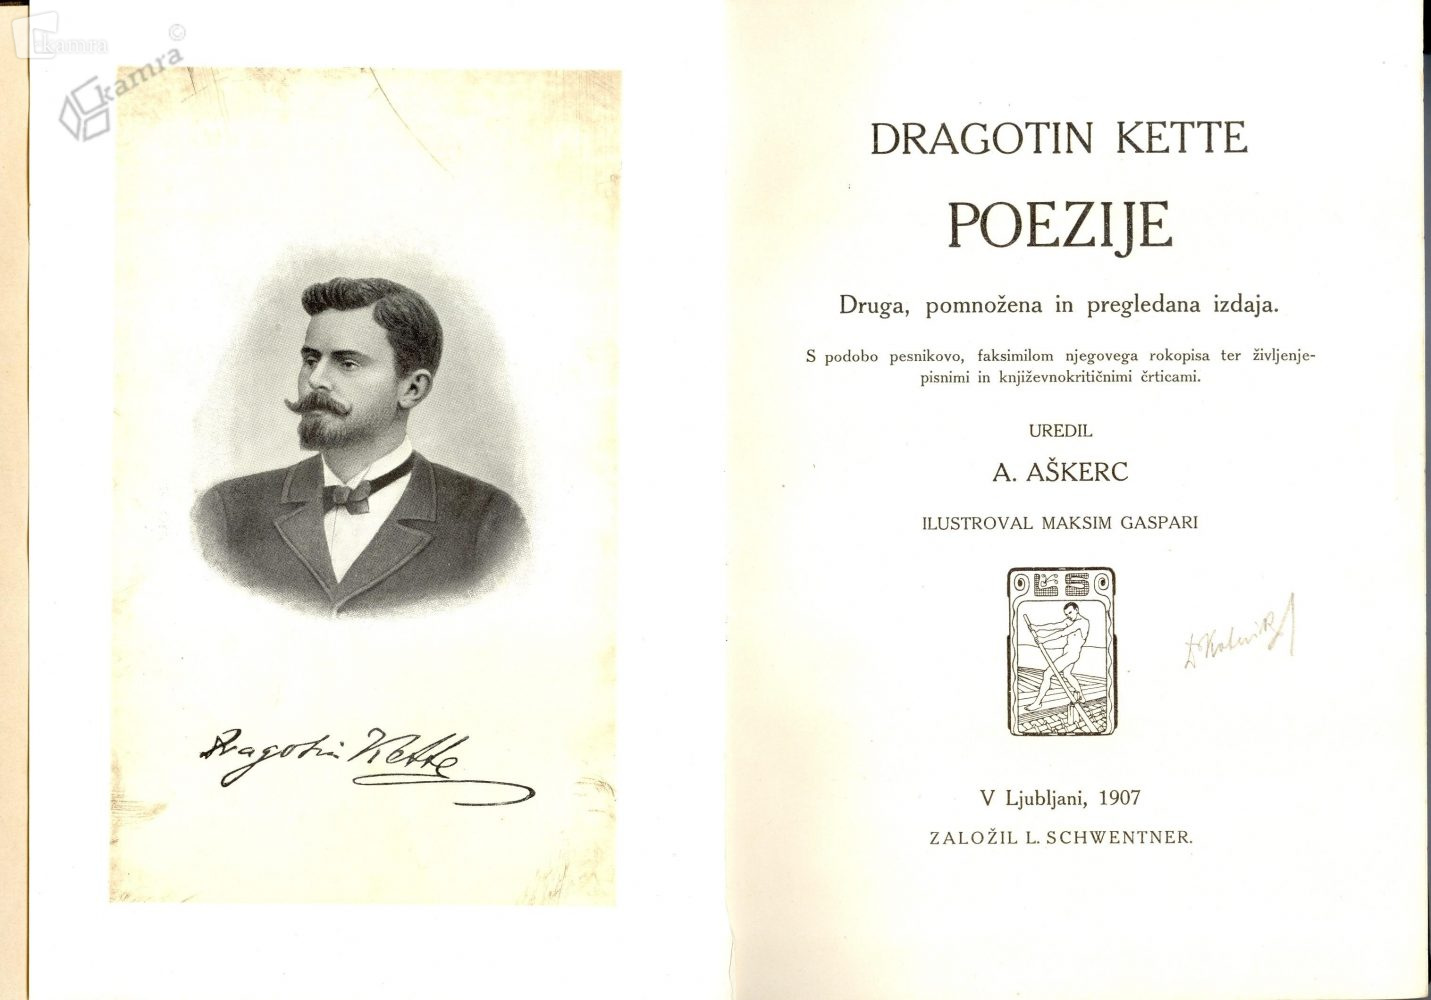 kamra
kamra ©
Dragotin Kette
DRAGOTIN KETTE
POEZIJE
Druga, pomnožena in pregledana izdaja.
S podobo pesnikovo, faksimilom njegovega rokopisa ter življenje-
pisnimi in književnokritičnimi črticami.
UREDIL
A. AŠKERC
ILUSTROVAL MAKSIM GASPARI
L S
V Ljubljani, 1907
ZALOŽIL L. SCHWENTNER.